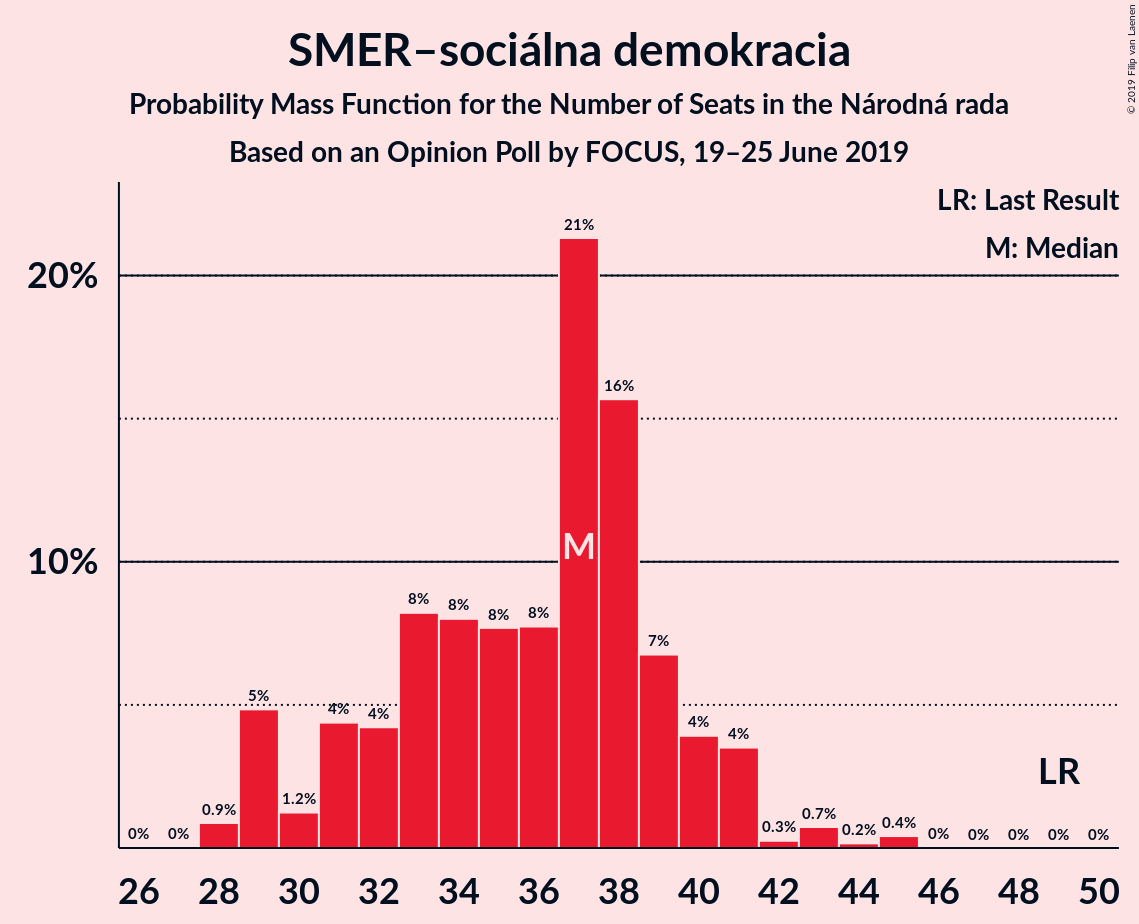 SMER–sociálna demokracia
Probability Mass Function for the Number of Seats in the Národná rada
Based on an Opinion Poll by FOCUS, 19–25 June 2019
© 2019 Filip van Laenen
LR: Last Result
M: Median
20%
10%
0% 0% 0.9% 5% 1.2% 4% 4% 8% 8% 8% 8% 21% 16% 7% 4% 4% 0.3% 0.7% 0.2% 0.4% 0% 0% 0% 0% 0%
M
LR
26 28 30 32 34 36 38 40 42 44 46 48 50